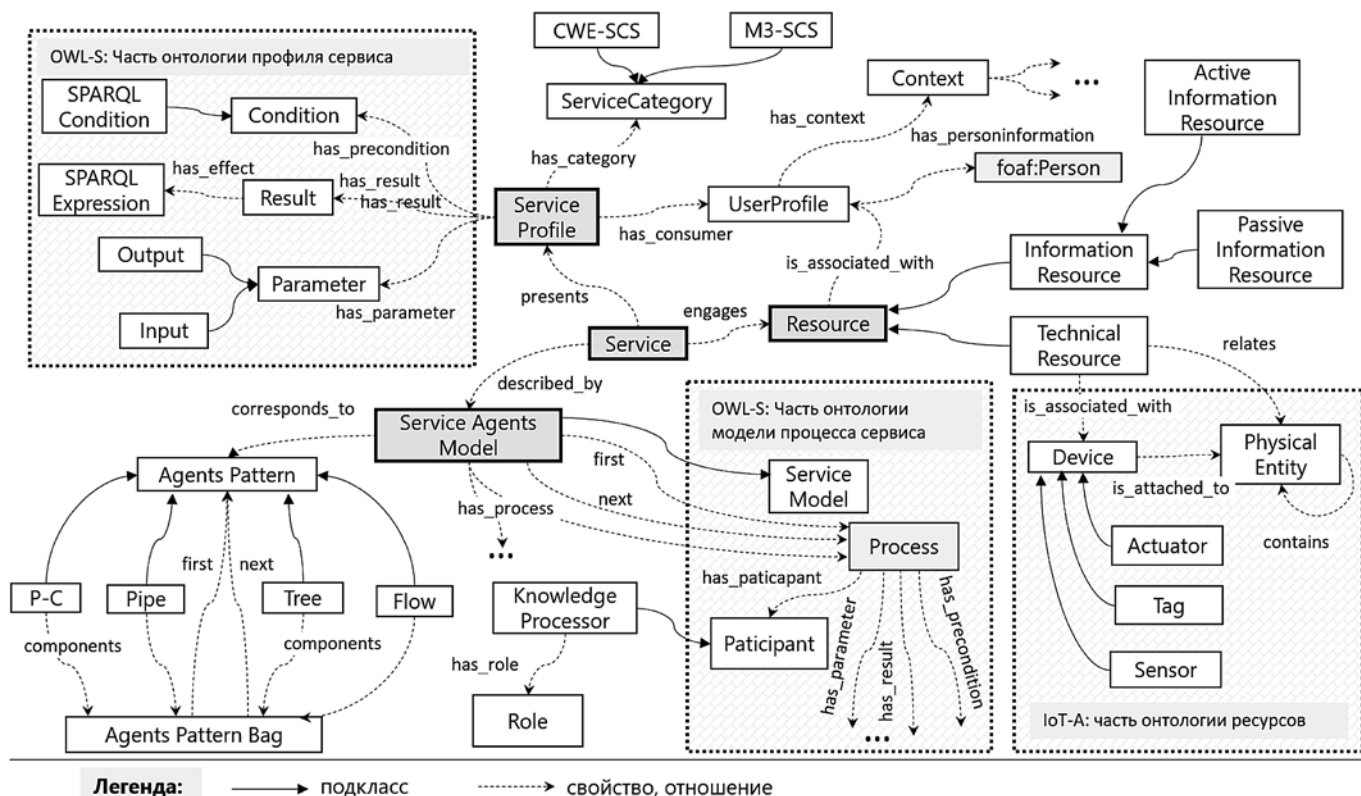 CWE-SCS
M3-SCS
OWL-S: Часть онтологии профиля сервиса
SPARQL
Condition
Condition
has_precondition
SPARQL
Expression
has_effect
Result
has_result
has_result
Output
Parameter
has_parameter
Input
ServiceCategory
has_category
Service
Profile
has_consumer
UserProfile
has_context
Context
...
has_personinformation
foaf:Person
Active
Information
Resource
Information
Resource
Passive
Information
Resource
is_associated_with
presents
engages
Service
Resource
Technical
Resource
relates
described_by
corresponds_to
Service Agents
Model
Agents Pattern
has_process
...
first
next
P-C
Pipe
Tree
Flow
first
next
components
components
Agents Pattern Bag
Knowledge
Processor
has_role
Role
OWL-S: Часть онтологии
модели процесса сервиса
Service
Model
Process
has_paticapant
Paticipant
has_parameter
has_result
has_precondition
...
is_associated_with
Device
is_attached_to
Physical
Entity
contains
Actuator
Tag
Sensor
IoT-A: часть онтологии ресурсов
Легенда:
подкласс
свойство, отношение